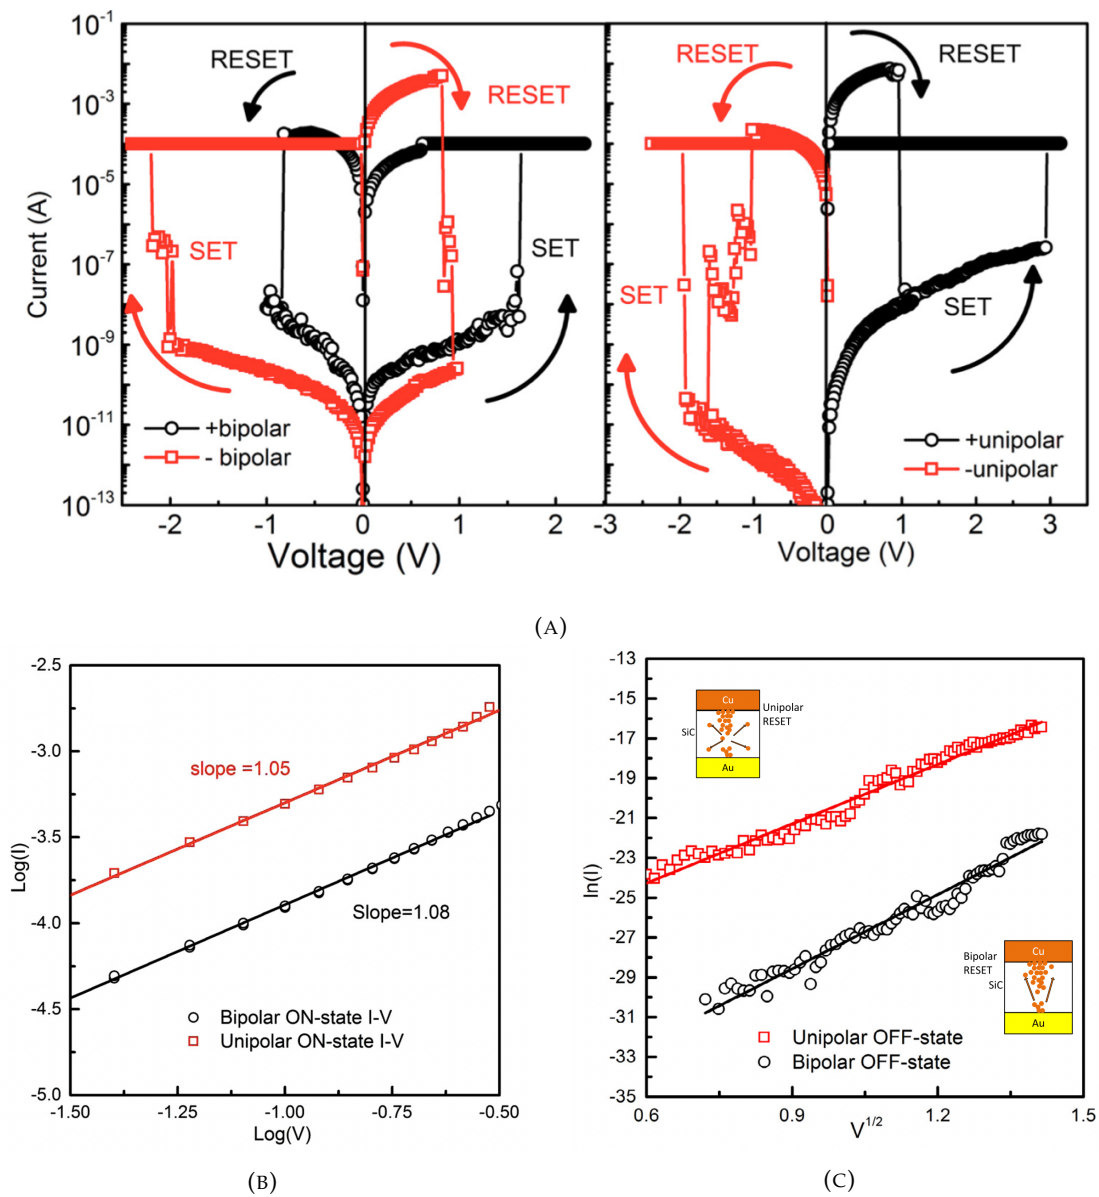 10^-1
10^-3
10^-5
10^-7
10^-9
10^-11
10^-13
Current (A)
RESET
RESET
SET
SET
+bipolar
- bipolar
-2
-1
0
1
2
Voltage (V)
RESET
RESET
SET
SET
+unipolar
-unipolar
-3
-2
-1
0
1
2
3
Voltage (V)
(A)
-2.5
-3.0
-3.5
-4.0
-4.5
-5.0
Log(I)
slope =1.05
Slope=1.08
Bipolar ON-state I-V
Unipolar ON-state I-V
-1.50
-1.25
-1.00
-0.75
-0.50
Log(V)
(B)
-13
-15
-17
-19
-21
-23
-25
-27
-29
-31
-33
-35
In(I)
Cu
Unipolar
RESET
SiC
Au
Cu
Bipolar
RESET
SiC
Au
Unipolar OFF-state
Bipolar OFF-state
0.6
0.9
1.2
1.5
V^1/2
(C)